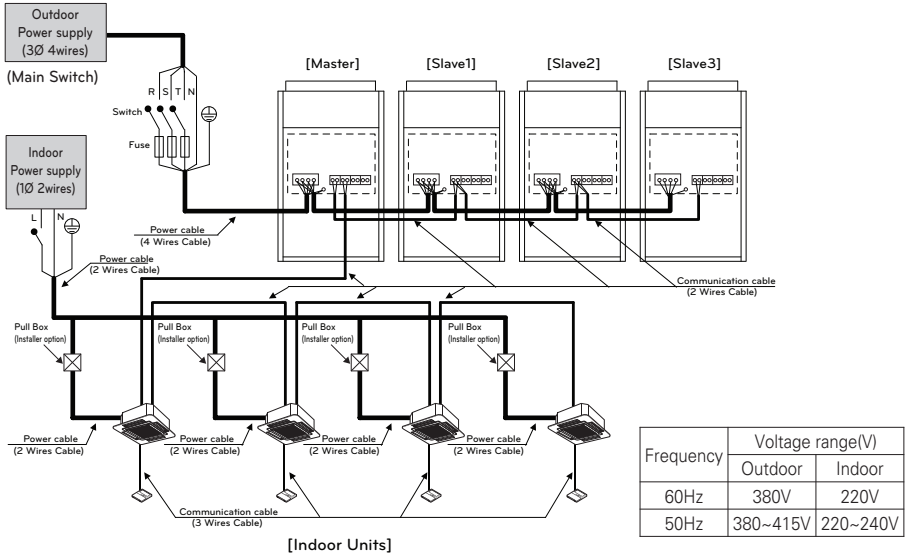 Outdoor
Power supply
(3Ø 4wires)
(Main Switch)
R S T N
Switch
Fuse
[Master]
[Slave1]
[Slave2]
[Slave3]
Indoor
Power supply
(1Ø 2wires)
L
N
Power cable
(4 Wires Cable)
Power cable
(2 Wires Cable)
Communication cable
(2 Wires Cable)
Pull Box
(Installer option)
Pull Box
(Installer option)
Pull Box
(Installer option)
Pull Box
(Installer option)
Power cable
(2 Wires Cable)
Power cable
(2 Wires Cable)
Power cable
(2 Wires Cable)
Power cable
(2 Wires Cable)
Communication cable
(3 Wires Cable)
[Indoor Units]
Frequency Voltage range(V)
Outdoor Indoor
60Hz 380V 220V
50Hz 380~415V 220~240V